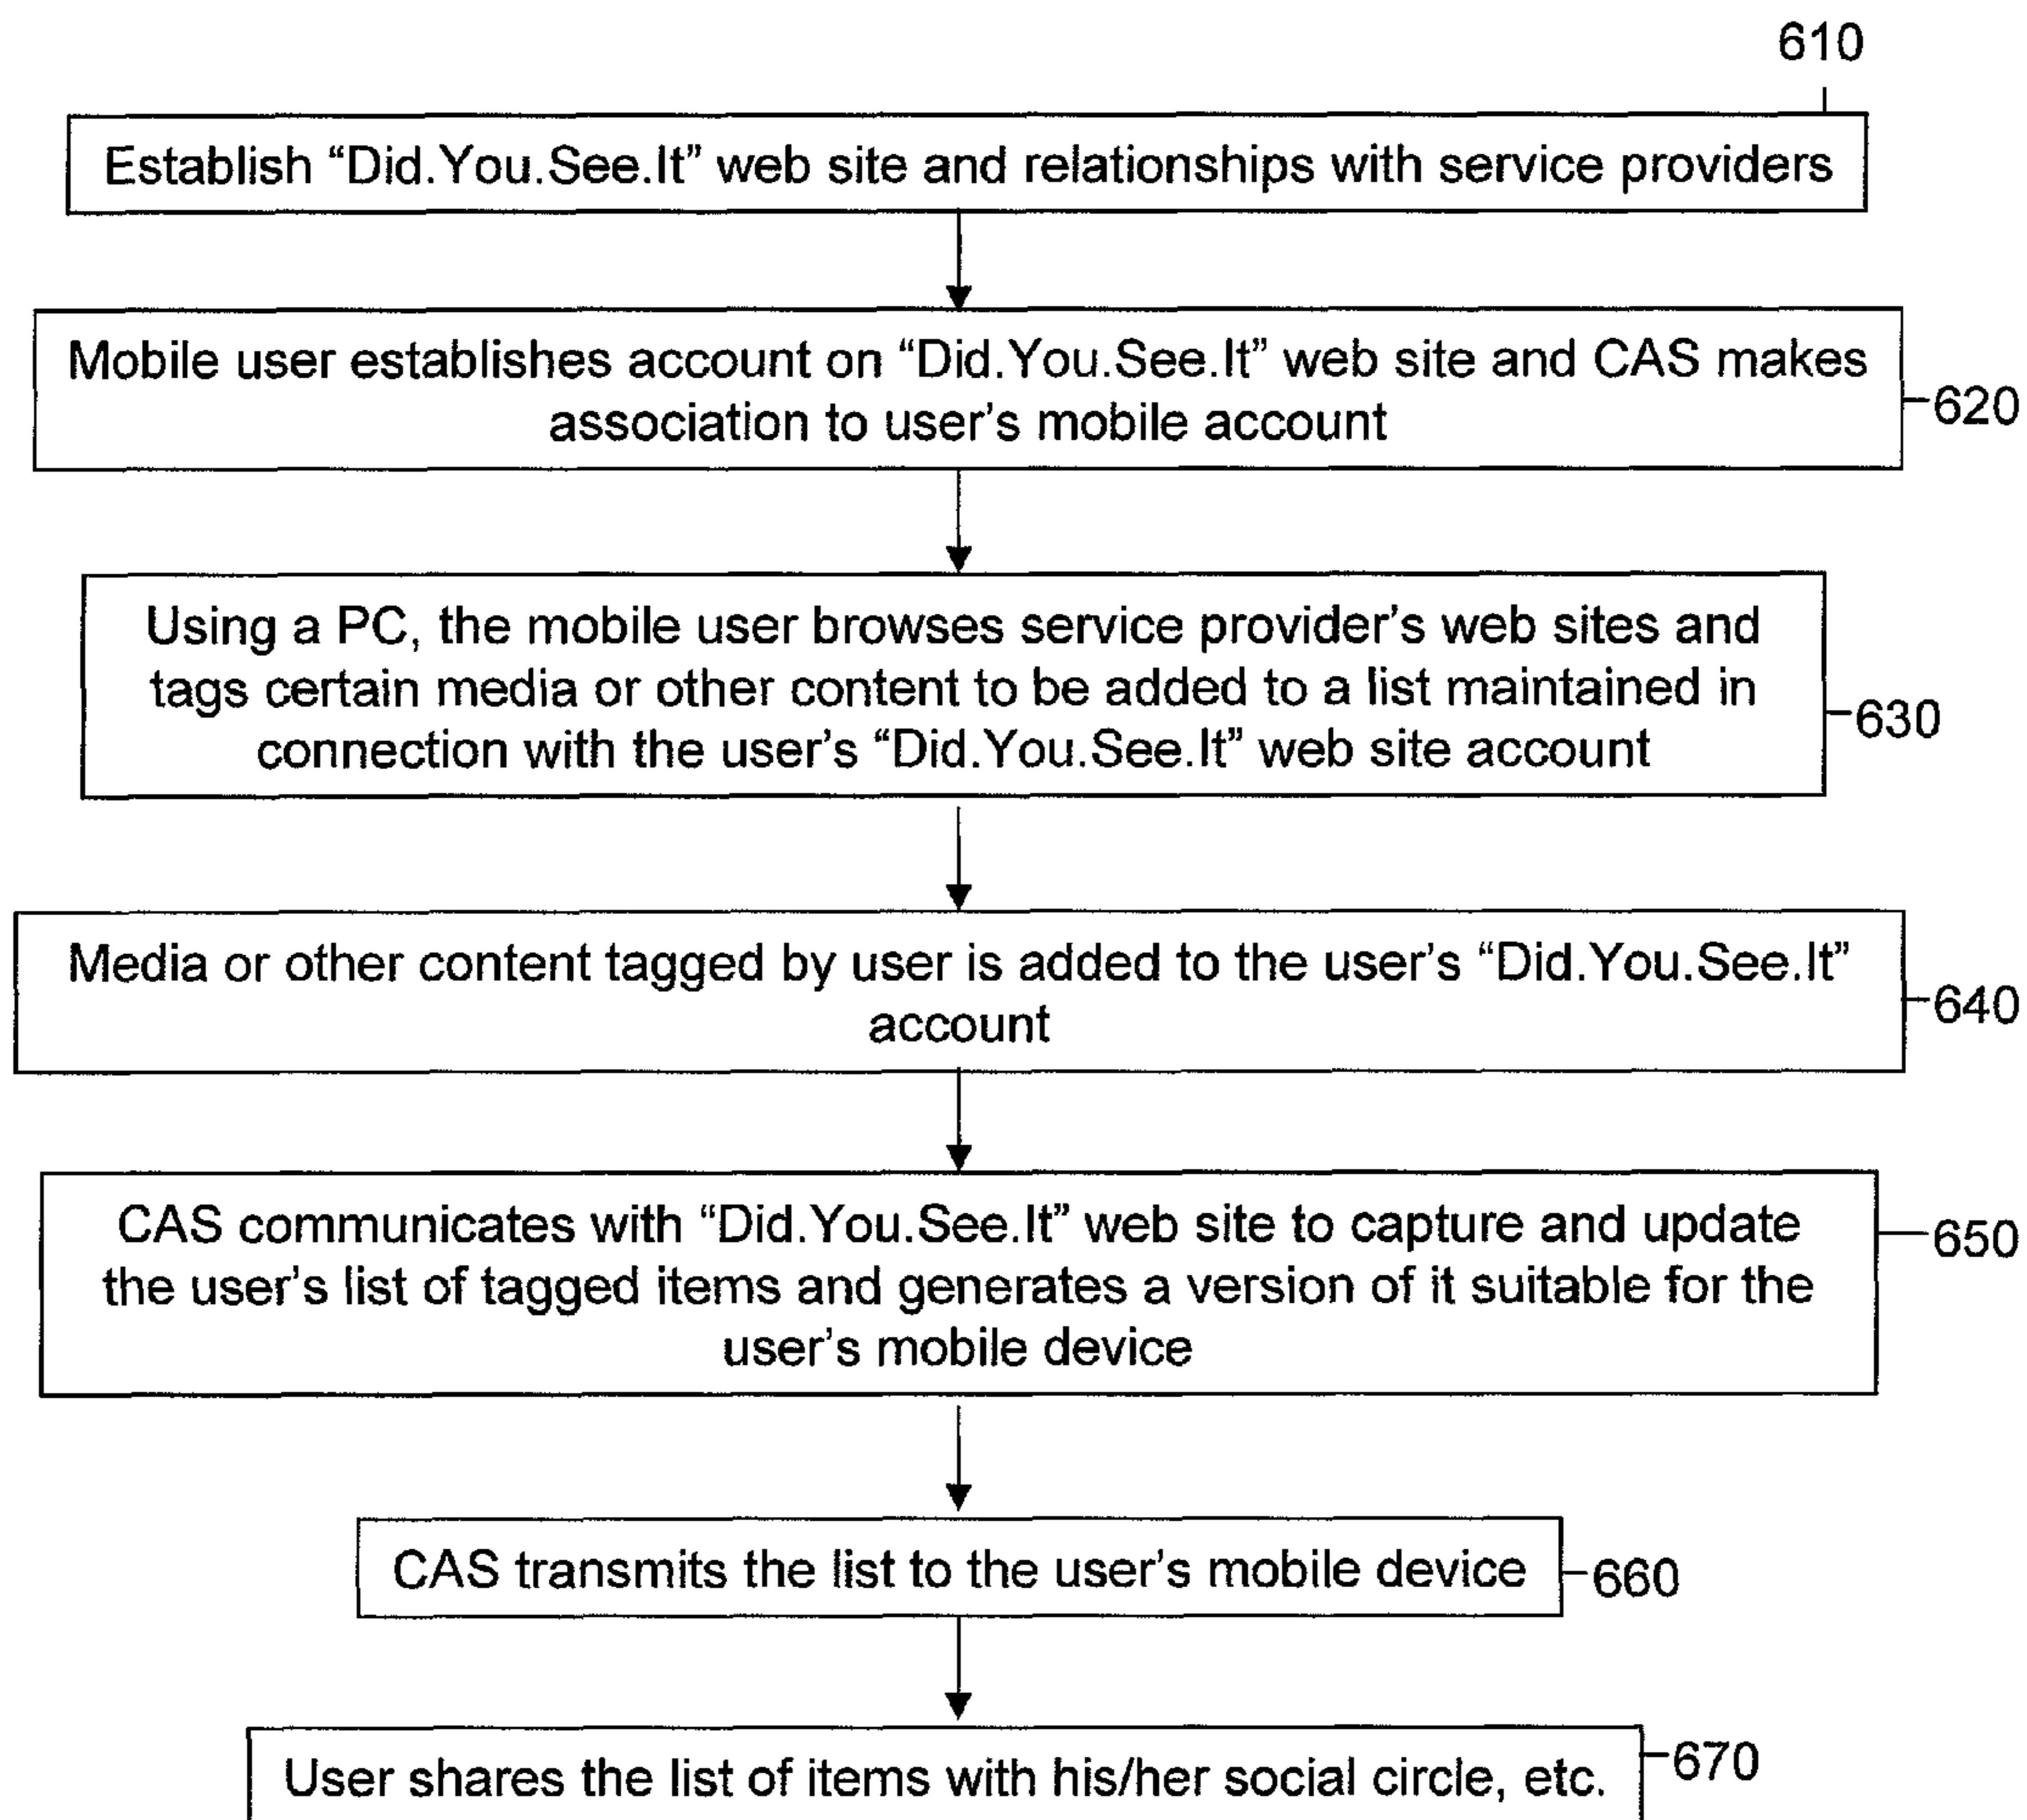 610
Establish “Did.You.See.It” web site and relationships with service providers
Mobile user establishes account on “Did.You.See.It” web site and CAS makes
association to user’s mobile account
620
Using a PC, the mobile user browses service provider’s web sites and
tags certain media or other content to be added to a list maintained in
connection with the user’s “Did.You.See.It” web site account
630
Media or other content tagged by user is added to the user’s “Did.You.See.It”
account
640
CAS communicates with “Did.You.See.It” web site to capture and update
the user’s list of tagged items and generates a version of it suitable for the
user’s mobile device
650
CAS transmits the list to the user’s mobile device
660
User shares the list of items with his/her social circle, etc.
670